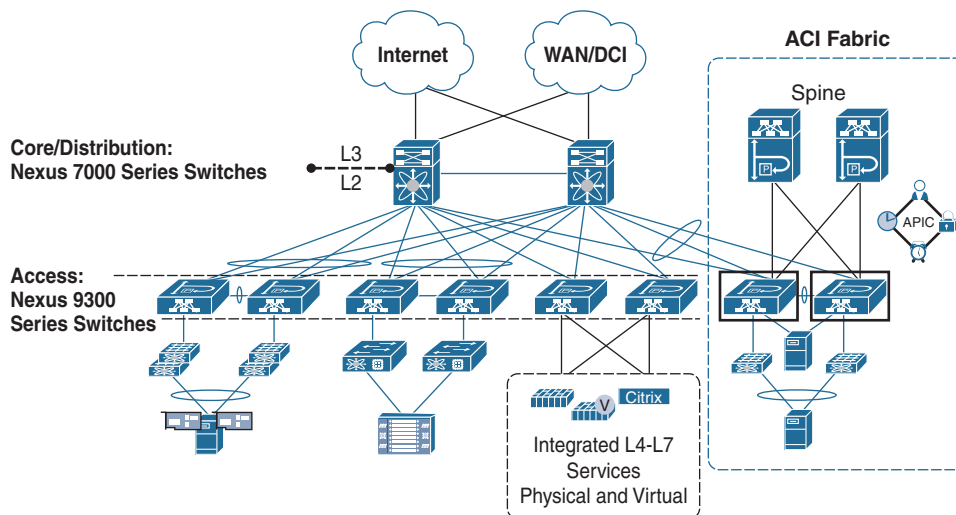 Internet
WAN/DCI
ACI Fabric
Spine
Core/Distribution:
Nexus 7000 Series Switches
L3
L2
P
P
APIC
Access:
Nexus 9300
Series Switches
V
Citrix
Integrated L4-L7
Services
Physical and Virtual